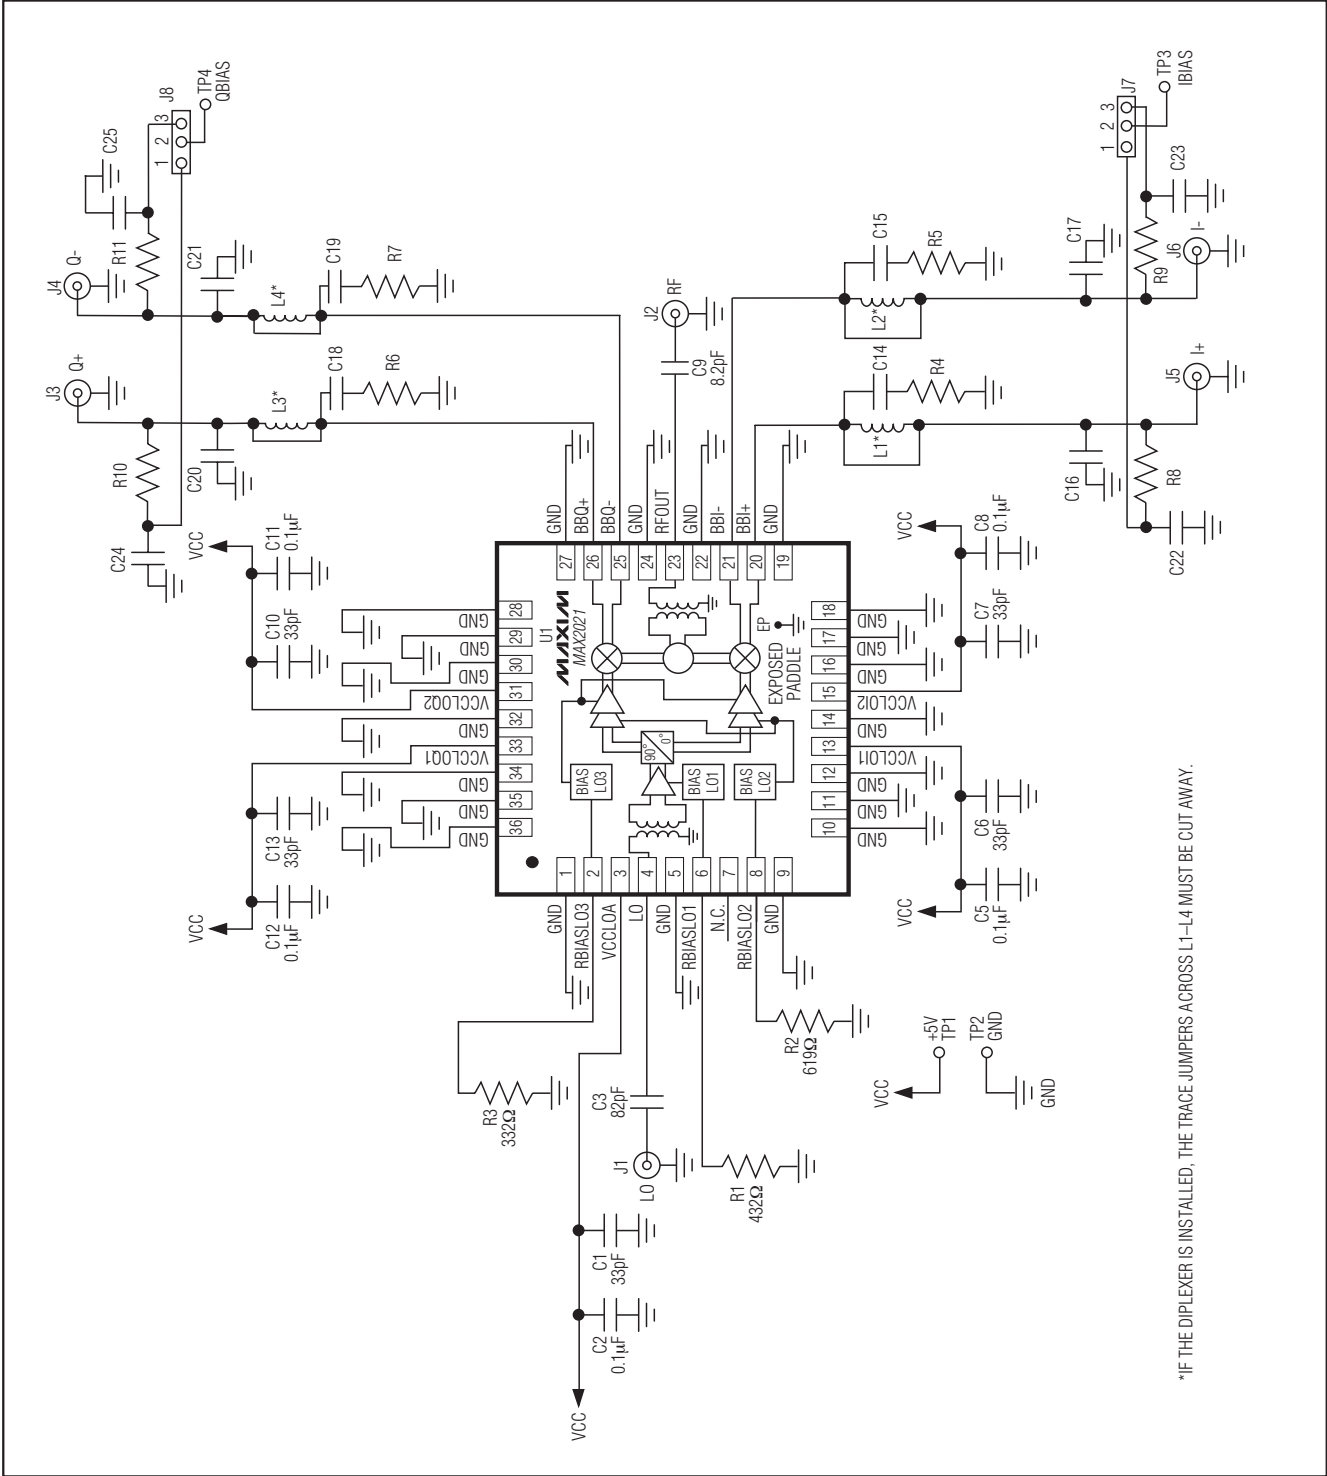 J8
TP4
QBIAS
1
2
3
C25
R11
C21
J4
Q-
L4*
C19
R7
J3
Q+
L3*
C18
R6
R10
C20
C24
VCC
C11
0.1µF
C10
33pF
C13
33pF
C12
0.1µF
VCC
J2
RF
C9
8.2pF
J7
1
2
3
TP3
IBIAS
C23
R9
J6
I-
C17
C15
R5
L2*
C14
R4
L1*
J5
I+
C16
R8
C22
GND
BBQ+
BBQ-
GND
RFOUT
GND
BBI-
BBI+
GND
27
26
25
24
23
22
21
20
19
GND
GND
GND
VCCLOQ2
GND
VCCLOQ1
GND
GND
GND
28
29
30
31
32
33
34
35
36
U1
MAXIM
MAX2021
EP
EXPOSED
PADDLE
90°
0°
BIAS
LO3
BIAS
LO1
BIAS
LO2
18
17
16
15
14
13
12
11
10
GND
GND
GND
VCCLOI2
GND
VCCLOI1
GND
GND
GND
VCC
C8
0.1µF
C7
33pF
C6
33pF
C5
0.1µF
VCC
1
2
3
4
5
6
7
8
9
GND
RBIASLO3
VCCLOA
LO
GND
RBIASLO1
N.C.
RBIASLO2
GND
R3
332Ω
C3
82pF
J1
LO
R1
432Ω
R2
619Ω
C1
33pF
C2
0.1µF
VCC
VCC
+5V
TP1
TP2
GND
GND
*IF THE DIPLEXER IS INSTALLED, THE TRACE JUMPERS ACROSS L1–L4 MUST BE CUT AWAY.